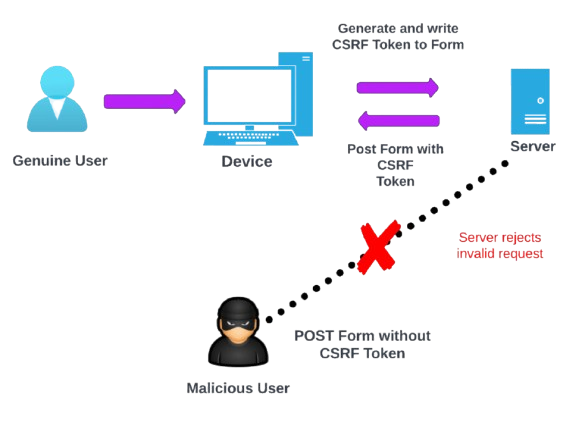 Generate and write
CSRF Token to Form
Genuine User
Device
Post Form with
CSRF
Token
Server
Server rejects
invalid request
POST Form without
CSRF Token
Malicious User